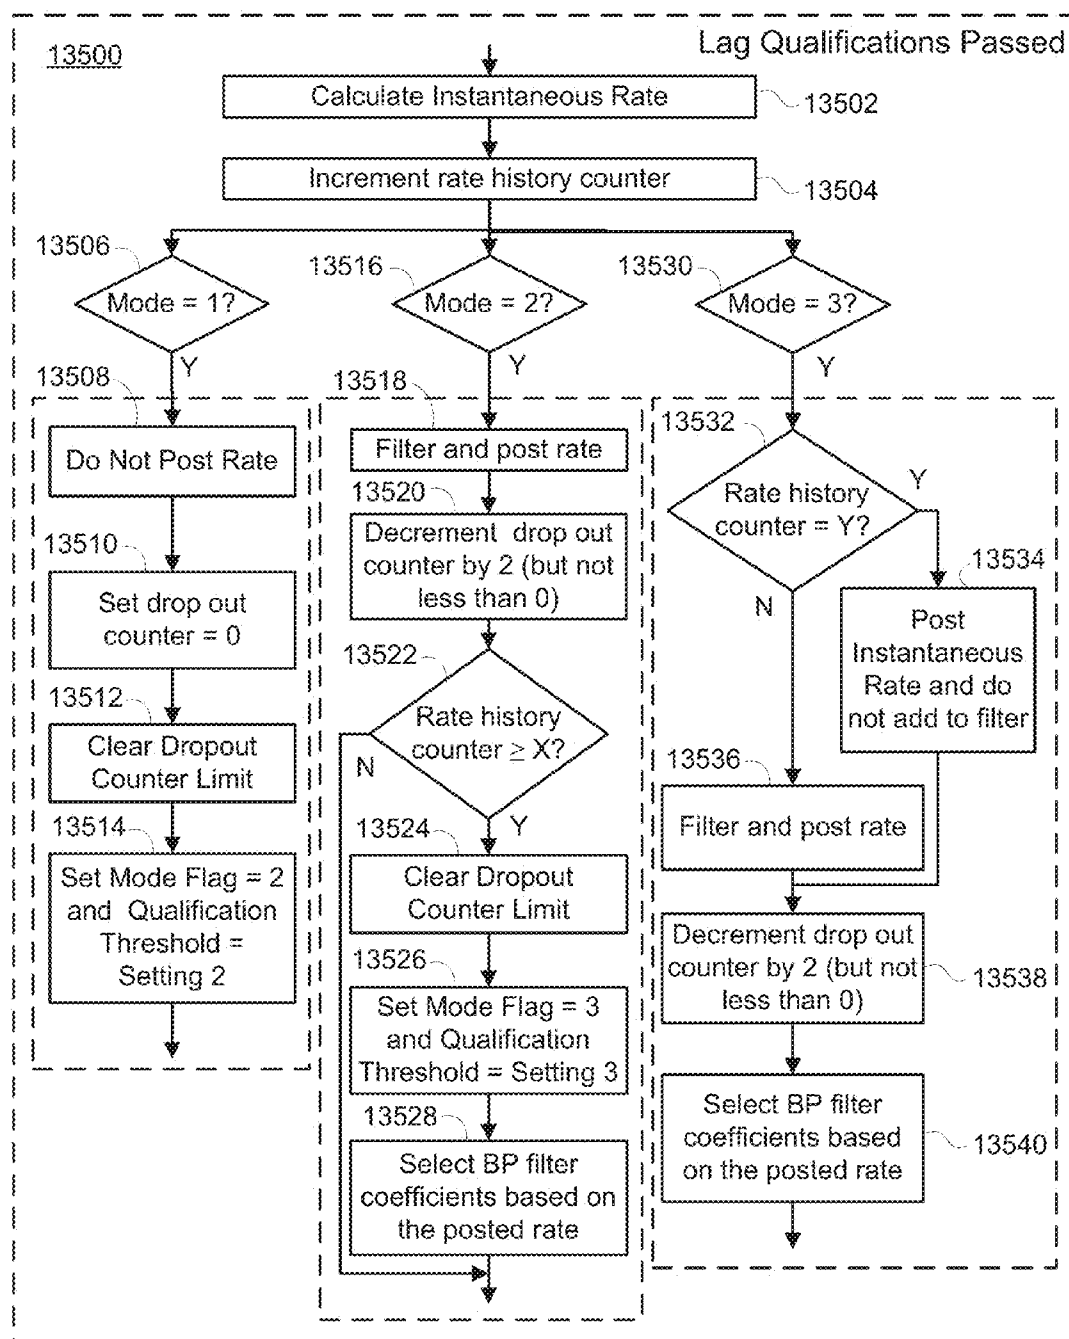 13500
Lag Qualifications Passed
Calculate Instantaneous Rate
13502
Increment rate history counter
13504
13506
Mode = 1?
Y
13516
Mode = 2?
Y
13530
Mode = 3?
Y
13508
Do Not Post Rate
13510
Set drop out
counter = 0
13512
Clear Dropout
Counter Limit
13514
Set Mode Flag = 2
and Qualification
Threshold =
Setting 2
13518
Filter and post rate
13520
Decrement drop out
counter by 2 (but not
less than 0)
13522
Rate history
counter ≥ X?
N
Y
13524
Clear Dropout
Counter Limit
13526
Set Mode Flag = 3
and Qualification
Threshold = Setting 3
13528
Select BP filter
coefficients based on
the posted rate
13532
Rate history
counter = Y?
Y
N
13534
Post
Instantaneous
Rate and do
not add to filter
13536
Filter and post rate
Decrement drop out
counter by 2 (but not
less than 0)
13538
Select BP filter
coefficients based
on the posted rate
13540